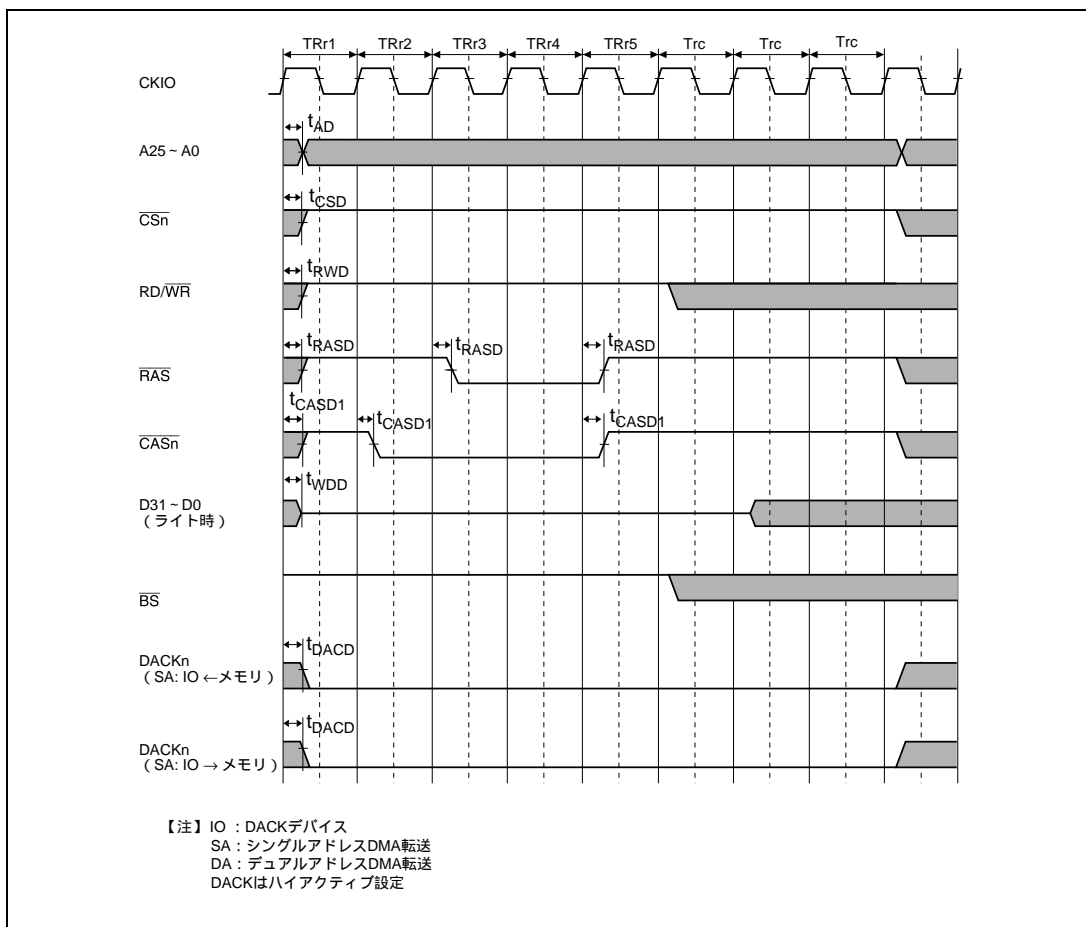 TRr1 TRr2 TRr3 TRr4 TRr5 Trc Trc Trc
CKIO
tAD
A25 ~ A0
tCSD
CSn
tRWD
RD/WR
tRASD tRASD tRASD
RAS
tCASD1 tCASD1 tCASD1
CASn
tWDD
D31 ~ D0
（ライト時）
BS
tDACD
DACKn
（SA: IO ←メモリ）
tDACD
DACKn
（SA: IO → メモリ）
【注】IO ：DACKデバイス
SA：シングルアドレスDMA転送
DA：デュアルアドレスDMA転送
DACKはハイアクティブ設定